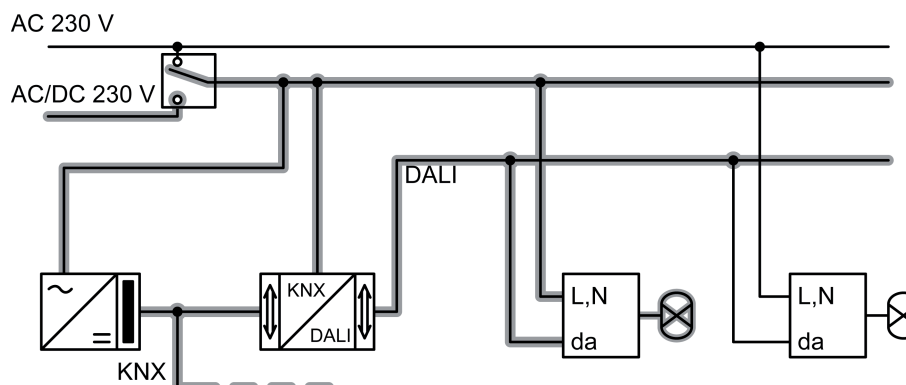 AC 230 V
AC/DC 230 V
DALI
KNX
DALI
L,N
da
L,N
da
KNX